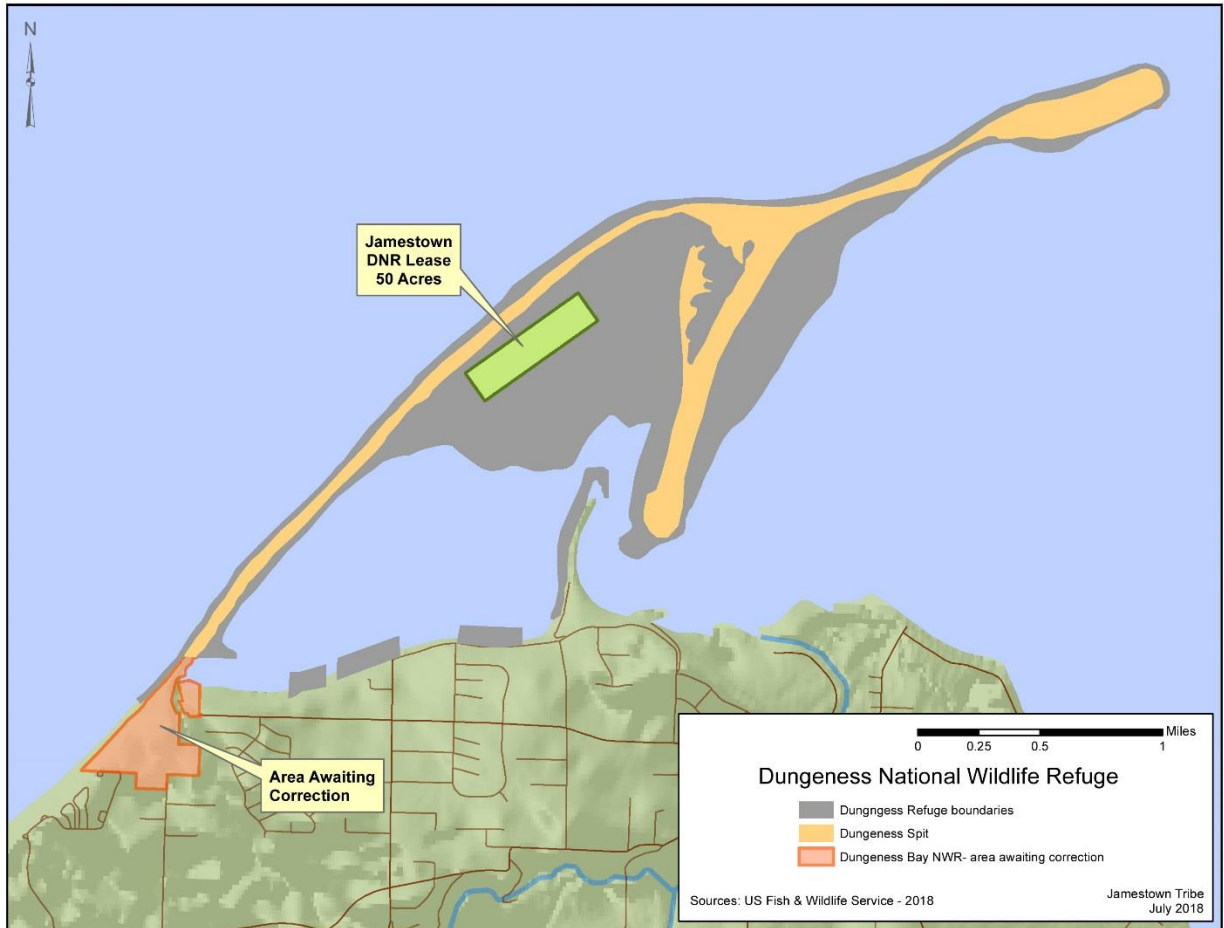 N
Jamestown
DNR Lease
50 Acres
Area Awaiting
Correction
Miles
0 0.25 0.5 1
Dungeness National Wildlife Refuge
Dungngess Refuge boundaries
Dungeness Spit
Dungeness Bay NWR- area awaiting correction
Sources: US Fish & Wildlife Service - 2018
Jamestown Tribe
July 2018